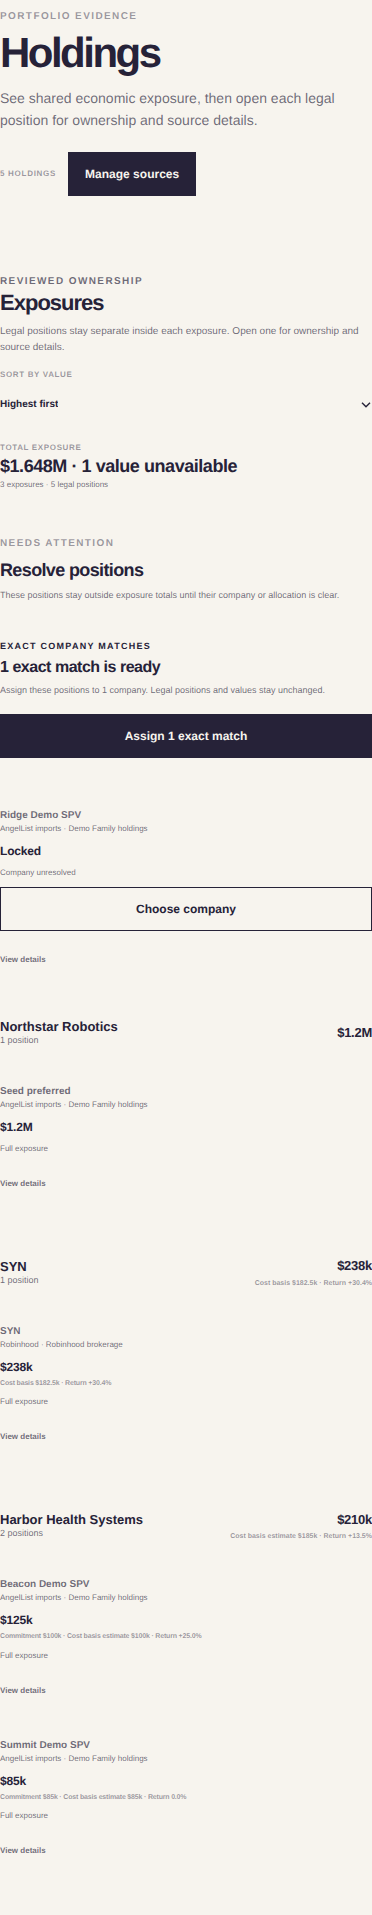 PORTFOLIO EVIDENCE
Holdings
See shared economic exposure, then open each legal
position for ownership and source details.
5 HOLDINGS
Manage sources
REVIEWED OWNERSHIP
Exposures
Legal positions stay separate inside each exposure. Open one for ownership and
source details.
SORT BY VALUE
Highest first
TOTAL EXPOSURE
$1.648M · 1 value unavailable
3 exposures · 5 legal positions
NEEDS ATTENTION
Resolve positions
These positions stay outside exposure totals until their company or allocation is clear.
EXACT COMPANY MATCHES
1 exact match is ready
Assign these positions to 1 company. Legal positions and values stay unchanged.
Assign 1 exact match
Ridge Demo SPV
AngelList imports · Demo Family holdings
Locked
Company unresolved
Choose company
View details
Northstar Robotics
$1.2M
1 position
Seed preferred
AngelList imports · Demo Family holdings
$1.2M
Full exposure
View details
SYN
$238k
1 position
Cost basis $182.5k · Return +30.4%
SYN
Robinhood · Robinhood brokerage
$238k
Cost basis $182.5k · Return +30.4%
Full exposure
View details
Harbor Health Systems
$210k
2 positions
Cost basis estimate $185k · Return +13.5%
Beacon Demo SPV
AngelList imports · Demo Family holdings
$125k
Commitment $100k · Cost basis estimate $100k · Return +25.0%
Full exposure
View details
Summit Demo SPV
AngelList imports · Demo Family holdings
$85k
Commitment $85k · Cost basis estimate $85k · Return 0.0%
Full exposure
View details